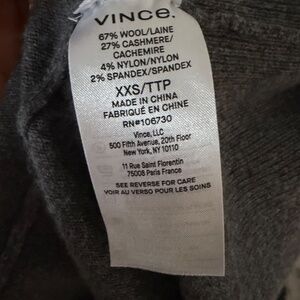 VINCE.
67% WOOL/LAINE
27% CASHMERE/
CACHEMIRE
4% NYLON/NYLON
2% SPANDEX/SPANDEX
XXS/TTP
MADE IN CHINA
FABRIQUÉ EN CHINE
RN#106730
Vince, LLC
500 Fifth Avenue, 20th Floor
New York, NY10110
11 Rue Saint Florentin
75008 Paris France
SEE REVERSE FOR CARE
VOIR AU VERSO POUR LES SOINS